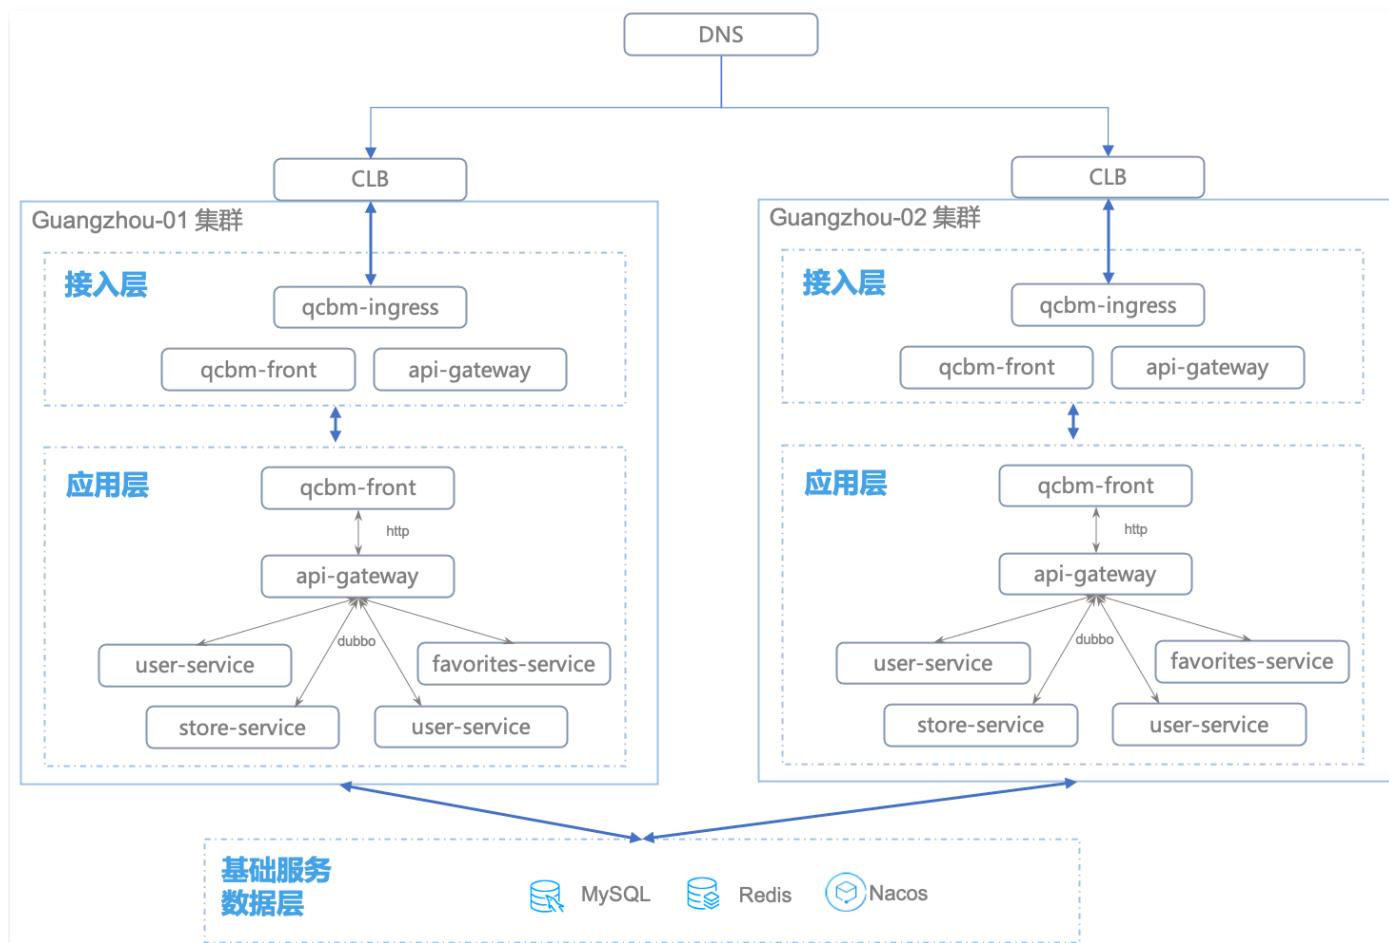 DNS
CLB
CLB
Guangzhou-01 集群
接入层
qcbm-ingress
qcbm-front
api-gateway
应用层
qcbm-front
http
api-gateway
dubbo
user-service
favorites-service
store-service
user-service
Guangzhou-02 集群
接入层
qcbm-ingress
qcbm-front
api-gateway
应用层
qcbm-front
http
api-gateway
dubbo
user-service
favorites-service
store-service
user-service
基础服务
数据层
MySQL
Redis
Nacos